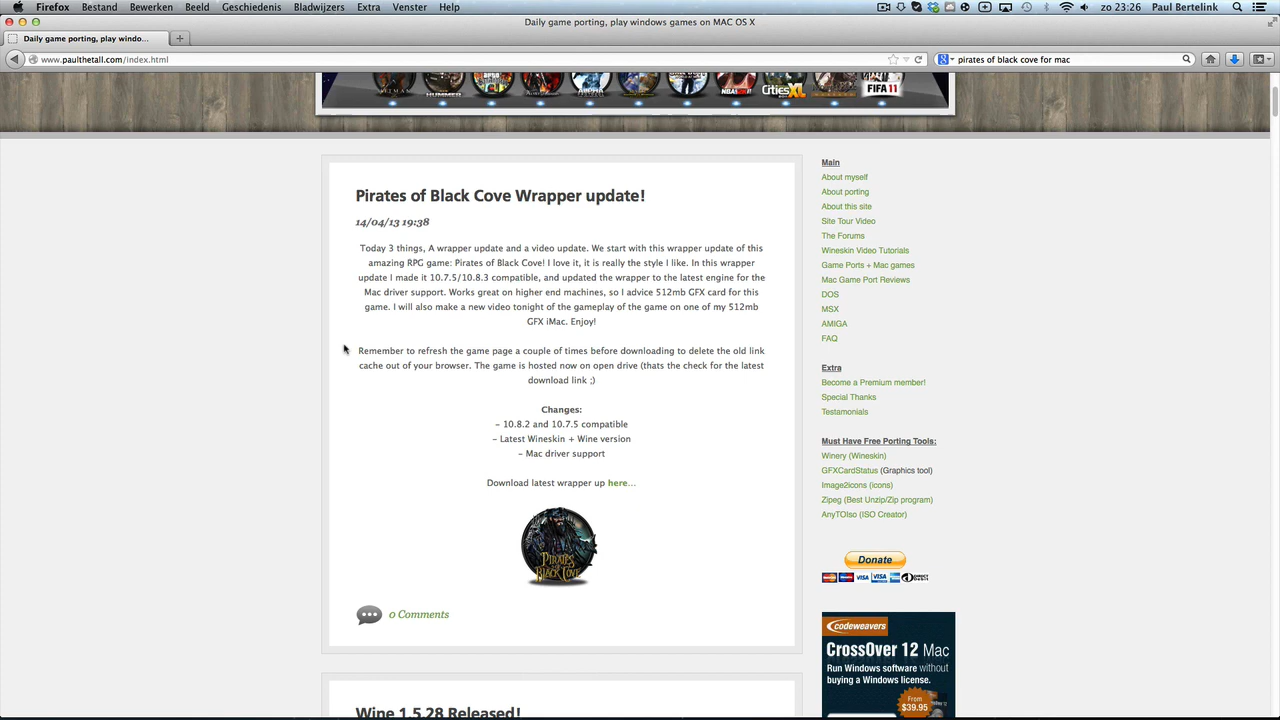 Firefox Bestand Bewerken Beeld Geschiedenis Bladwijzers Extra Venster Help zo 23:26 Paul Bertelink
Daily game porting, play windows games on MAC OS X
Daily game porting, play windo...
www.paulthetall.com/index.html
pirates of black cove for mac
HITMAN HUMMER NBA CitiesXL FIFA 11
Pirates of Black Cove Wrapper update!
14/04/13 19:38
Today 3 things, A wrapper update and a video update. We start with this wrapper update of this
amazing RPG game: Pirates of Black Cove! I love it, it is really the style I like. In this wrapper
update I made it 10.7.5/10.8.3 compatible, and updated the wrapper to the latest engine for the
Mac driver support. Works great on higher end machines, so I advice 512mb GFX card for this
game. I will also make a new video tonight of the gameplay of the game on one of my 512mb
GFX iMac. Enjoy!
Remember to refresh the game page a couple of times before downloading to delete the old link
cache out of your browser. The game is hosted now on open drive (thats the check for the latest
download link ;)
Changes:
- 10.8.2 and 10.7.5 compatible
- Latest Wineskin + Wine version
- Mac driver support
Download latest wrapper up here...
PIRATES
OF
BLACK COVE
0 Comments
Wine 1.5.28 Released!
Main
About myself
About porting
About this site
Site Tour Video
The Forums
Wineskin Video Tutorials
Game Ports + Mac games
Mac Game Port Reviews
DOS
MSX
AMIGA
FAQ
Extra
Become a Premium member!
Special Thanks
Testamonials
Must Have Free Porting Tools:
Winery (Wineskin)
GFXCardStatus (Graphics tool)
Image2icons (icons)
Zipeg (Best Unzip/Zip program)
AnyTOIso (ISO Creator)
Donate
VISA
codeweavers
CrossOver 12 Mac
Run Windows software without
buying a Windows license.
From
$39.95